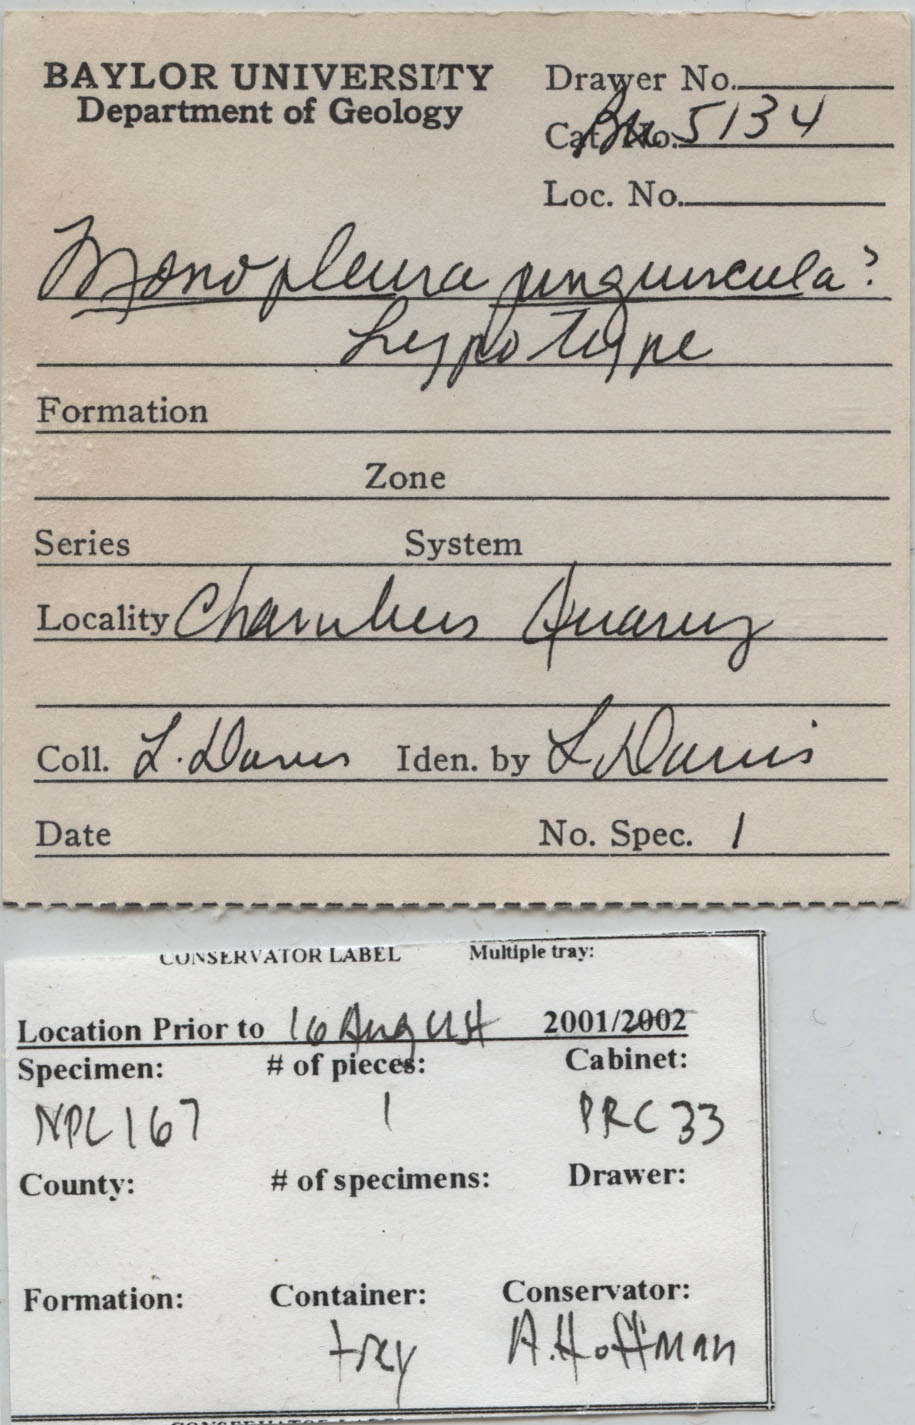 BAYLOR UNIVERSITY
Department of Geology
Drawer No.
Cat. No. Bu 5134
Loc. No.
Monopleura pinguiscula?
hypotype
Formation
Zone
Series System
Locality Chambers Quarry
Coll. L. Davis Iden. by L Davis
Date No. Spec. 1
CONSERVATOR LABEL Multiple tray:
Location Prior to 16 August 2001/2002
Specimen: # of pieces: Cabinet:
NPL167 1 PRC 33
County: # of specimens: Drawer:
Formation: Container: Conservator:
tray A. Hoffman